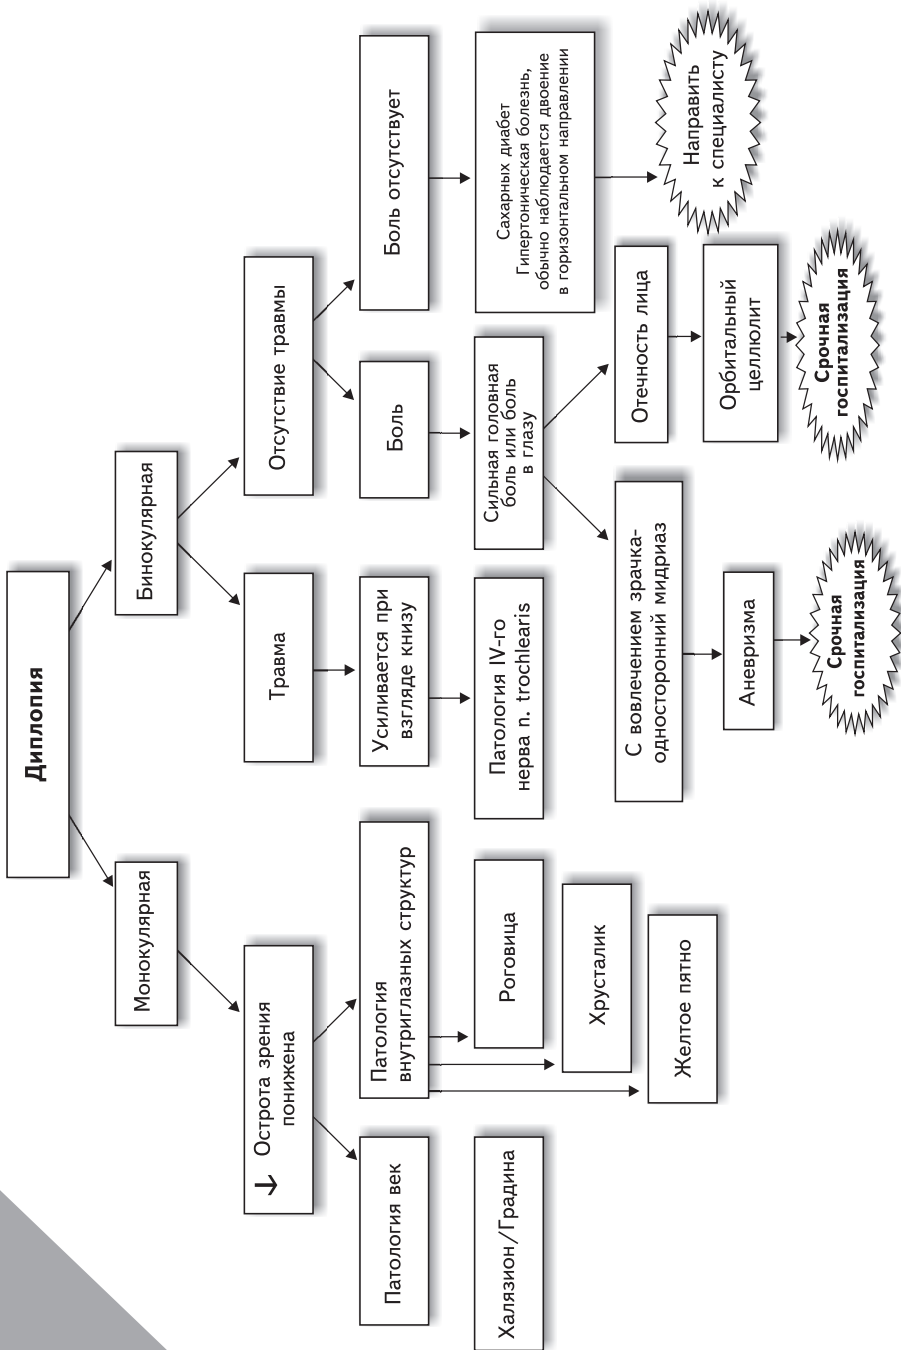 Диплопия
Монокулярная
Бинокулярная
↓ Острота зрения
понижена
Травма
Отсутствие травмы
Патология век
Патология
внутриглазных структур
Усиливается при
взгляде книзу
Боль
Боль отсутствует
Халязион/Градина
Роговица
Хрусталик
Желтое пятно
Патология IV-го
нерва n. trochlearis
Сильная головная
боль или боль
в глазу
Сахарных диабет
Гипертоническая болезнь,
обычно наблюдается двоение
в горизонтальном направлении
С вовлечением зрачка-
односторонний мидриаз
Отечность лица
Направить
к специалисту
Аневризма
Орбитальный
целлюлит
Срочная
госпитализация
Срочная
госпитализация